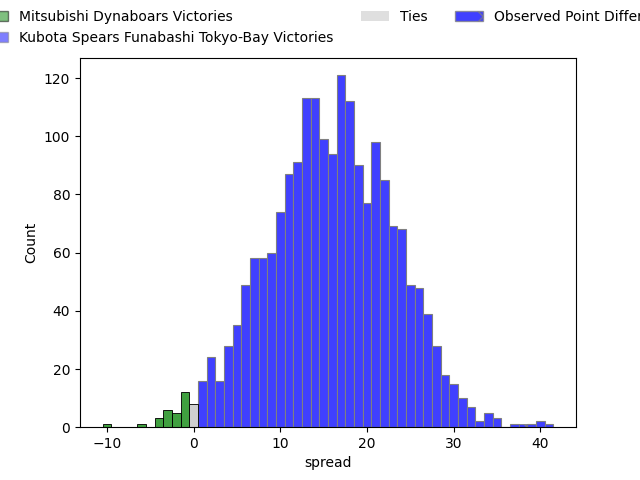 Mitsubishi Dynaboars Victories
Ties
Observed Point Differ
Kubota Spears Funabashi Tokyo-Bay Victories
120
100
80
60
40
20
0
Count
−10 0 10 20 30 40
spread